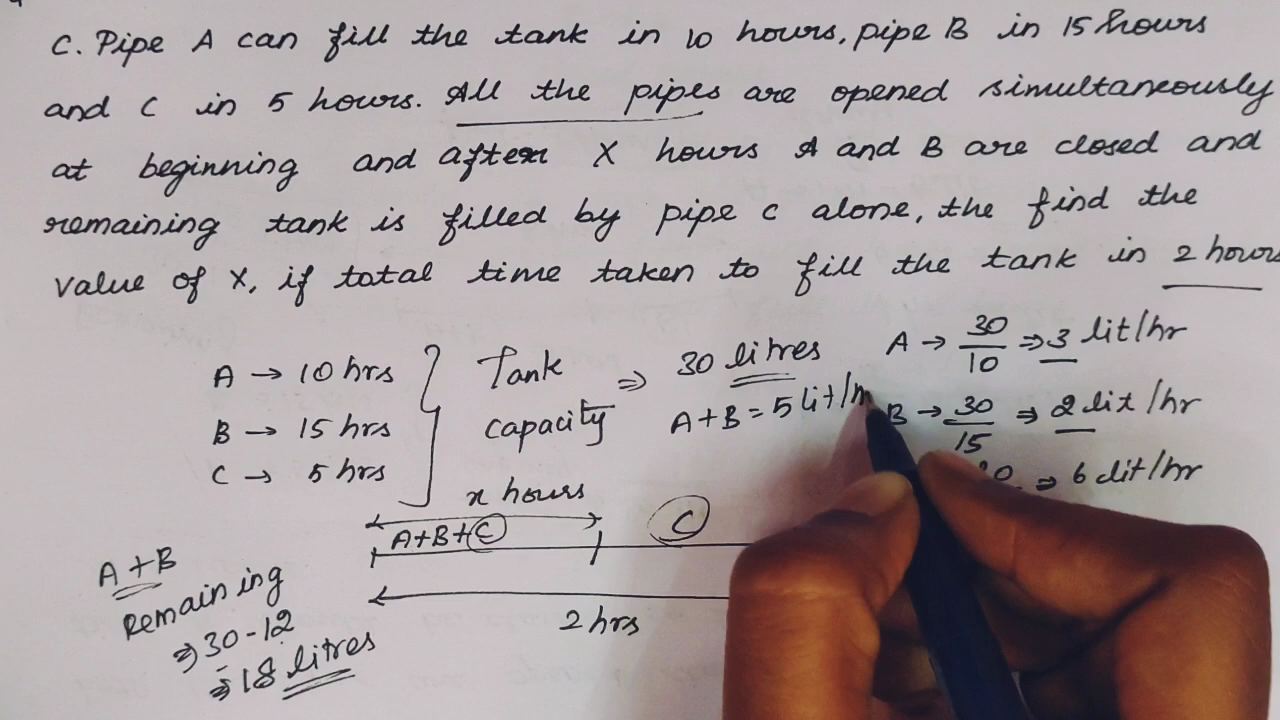 C. Pipe A can fill the tank in 10 hours, pipe B in 15 hours
and C in 5 hours. All the pipes are opened simultaneously
at beginning and after X hours A and B are closed and
remaining tank is filled by pipe C alone, the find the
value of X, if total time taken to fill the tank in 2 hours
A → 10 hrs
B → 15 hrs
C → 5 hrs
Tank
capacity
⇒ 30 litres
A+B = 5 lit/h
A → 30/10 ⇒ 3 lit/hr
B → 30/15 ⇒ 2 lit/hr
⇒ 6 lit/hr
x hours
A+B+C
C
2 hrs
A+B
Remaining
⇒ 30-12
⇒ 18 litres